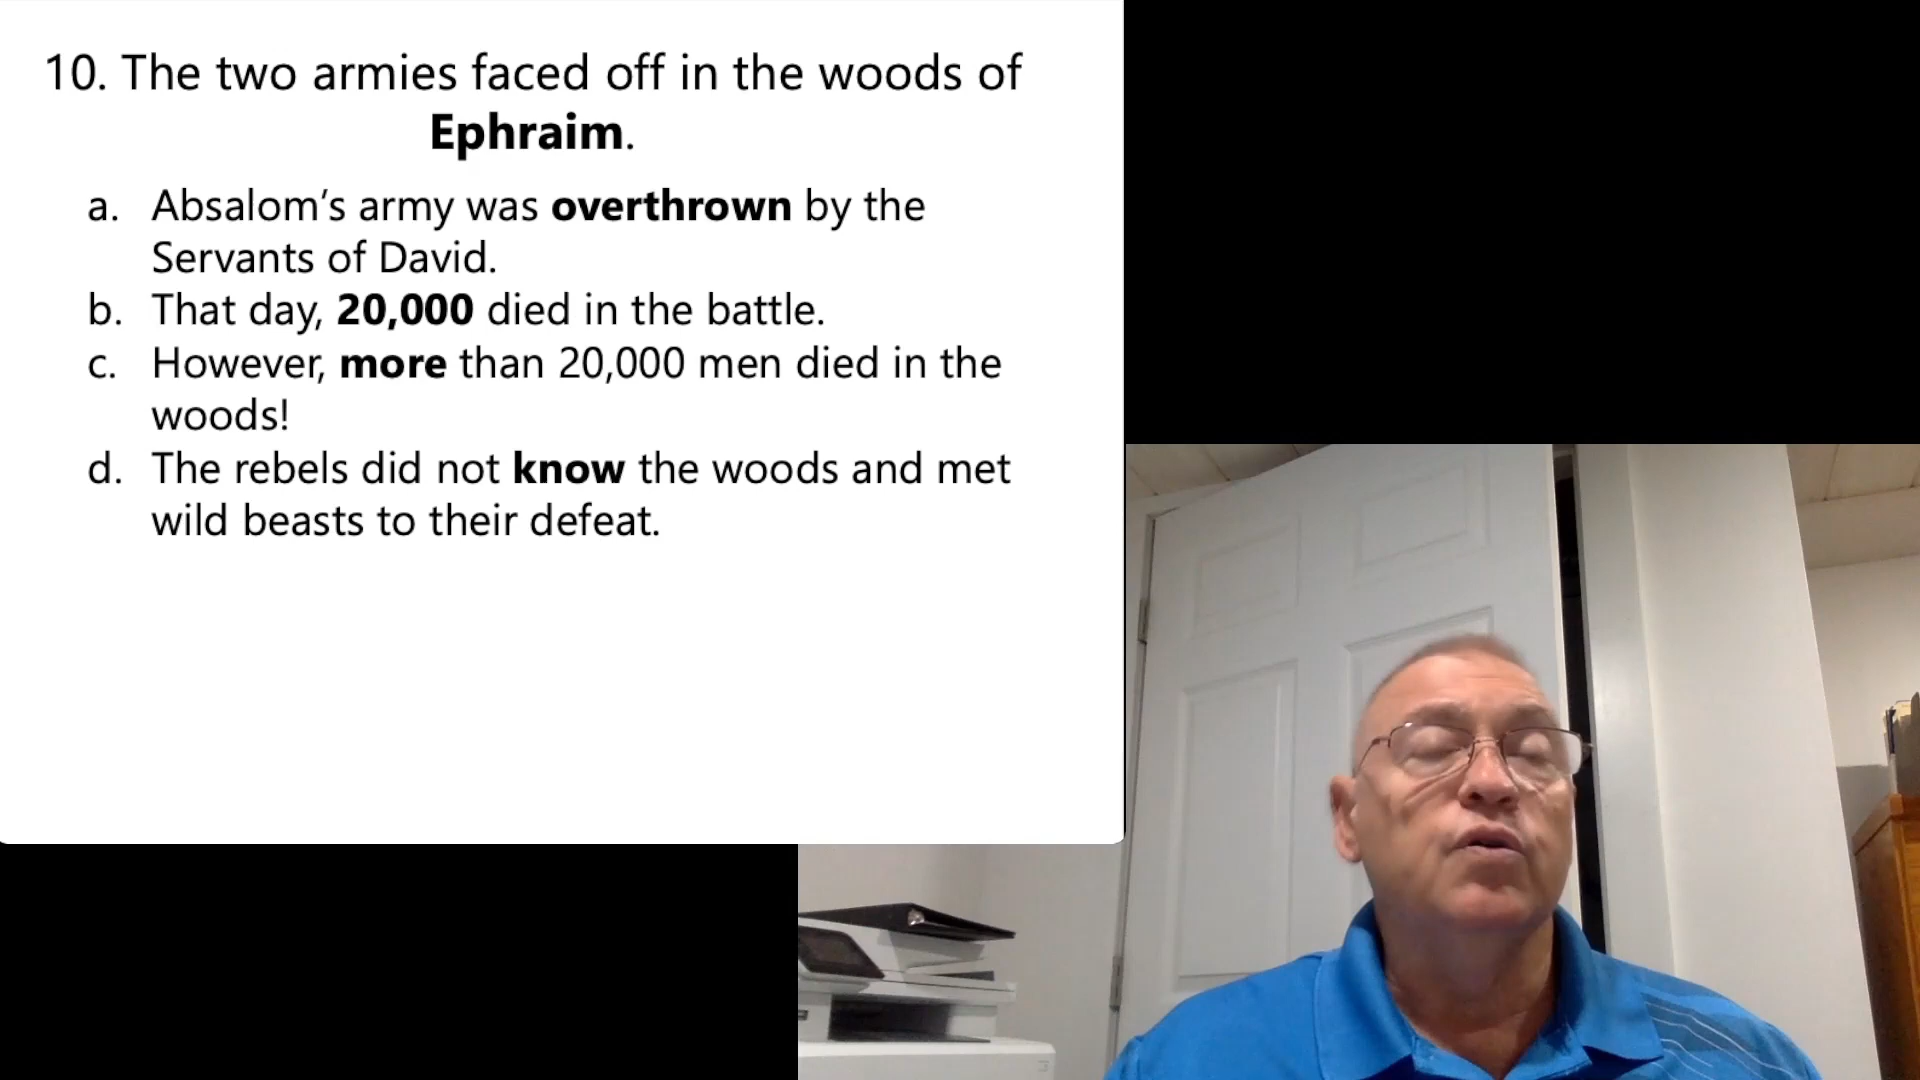 10. The two armies faced off in the woods of
Ephraim.
a. Absalom’s army was overthrown by the
Servants of David.
b. That day, 20,000 died in the battle.
c. However, more than 20,000 men died in the
woods!
d. The rebels did not know the woods and met
wild beasts to their defeat.